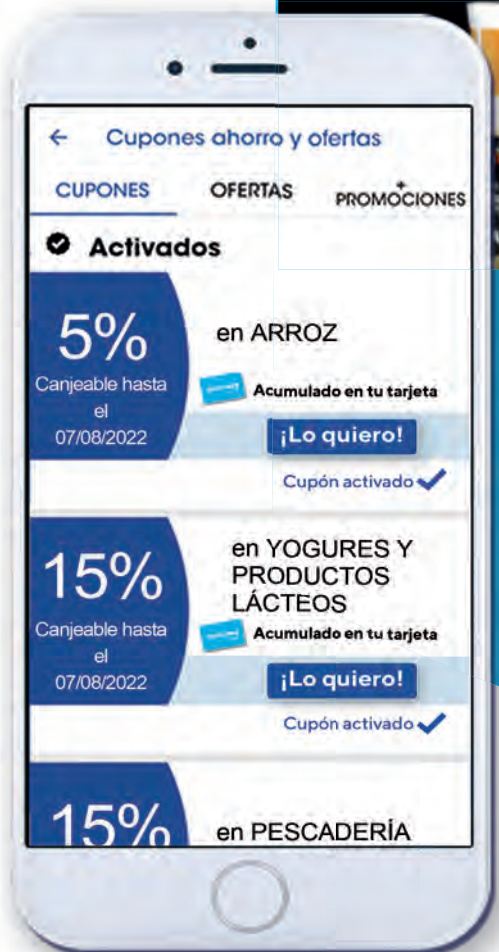 ← Cupones ahorro y ofertas
CUPONES OFERTAS + PROMOCIONES
Activados
5%
Canjeable hasta
el
07/08/2022
en ARROZ
Acumulado en tu tarjeta
¡Lo quiero!
Cupón activado
15%
Canjeable hasta
el
07/08/2022
en YOGURES Y
PRODUCTOS
LÁCTEOS
Acumulado en tu tarjeta
¡Lo quiero!
Cupón activado
15%
en PESCADERÍA